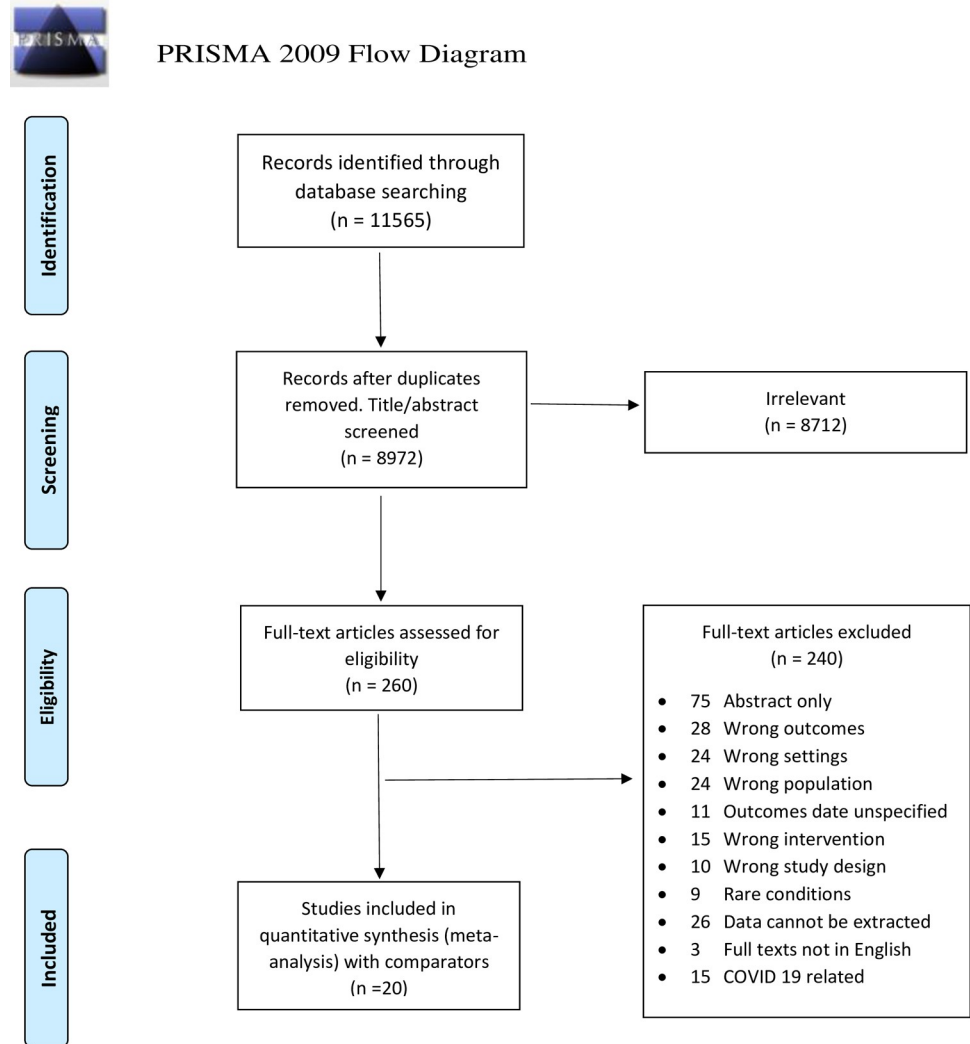 PRISMA
PRISMA 2009 Flow Diagram
Identification
Records identified through
database searching
(n = 11565)
Screening
Records after duplicates
removed. Title/abstract
screened
(n = 8972)
Irrelevant
(n = 8712)
Eligibility
Full-text articles assessed for
eligibility
(n = 260)
Full-text articles excluded
(n = 240)
• 75 Abstract only
• 28 Wrong outcomes
• 24 Wrong settings
• 24 Wrong population
• 11 Outcomes date unspecified
• 15 Wrong intervention
• 10 Wrong study design
• 9 Rare conditions
• 26 Data cannot be extracted
• 3 Full texts not in English
• 15 COVID 19 related
Included
Studies included in
quantitative synthesis (meta-
analysis) with comparators
(n =20)